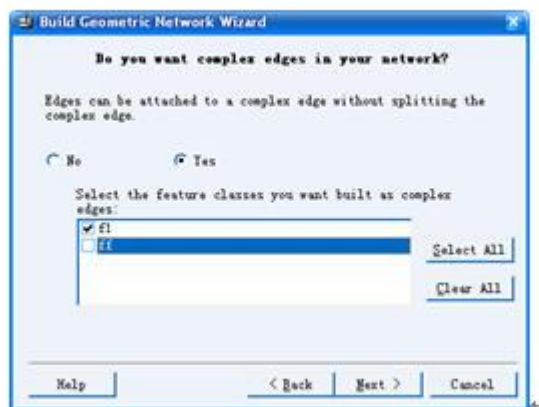 Build Geometric Network Wizard
Do you want complex edges in your network?
Edges can be attached to a complex edge without splitting the
complex edge.
No Yes
Select the feature classes you want built as complex
edges:
fl
ff
Select All
Clear All
Help < Back Next > Cancel